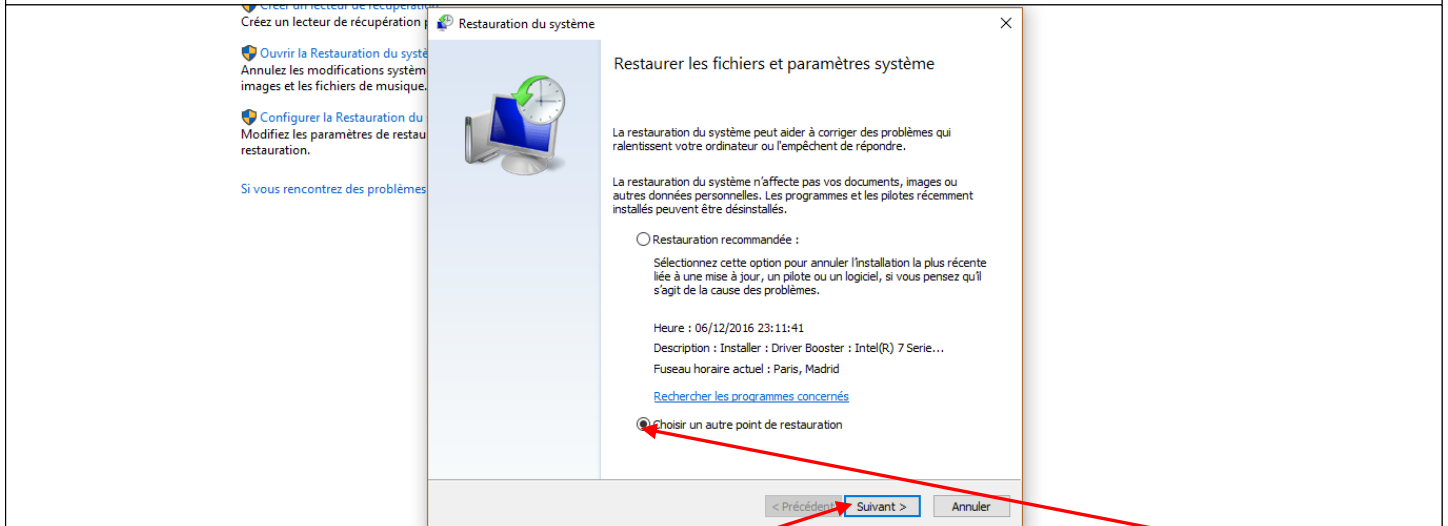 Créer un lecteur de récupération
Créez un lecteur de récupération
Ouvrir la Restauration du
Annulez les modifications
images et les fichiers de musique.
Configurer la Restauration du
Modifiez les paramètres de
restauration.
Si vous rencontrez des problèmes
Restauration du système
Restaurer les fichiers et paramètres système
La restauration du système peut aider à corriger des problèmes qui
ralentissent votre ordinateur ou l'empêchent de répondre.
La restauration du système n'affecte pas vos documents, images ou
autres données personnelles. Les programmes et les pilotes récemment
installés peuvent être désinstallés.
Restauration recommandée :
Sélectionnez cette option pour annuler l'installation la plus récente
liée à une mise à jour, un pilote ou un logiciel, si vous pensez qu'il
s'agit de la cause des problèmes.
Heure : 06/12/2016 23:11:41
Description : Installer : Driver Booster : Intel(R) 7 Serie...
Fuseau horaire actuel : Paris, Madrid
Rechercher les programmes concernés
Choisir un autre point de restauration
< Précédent
Suivant >
Annuler